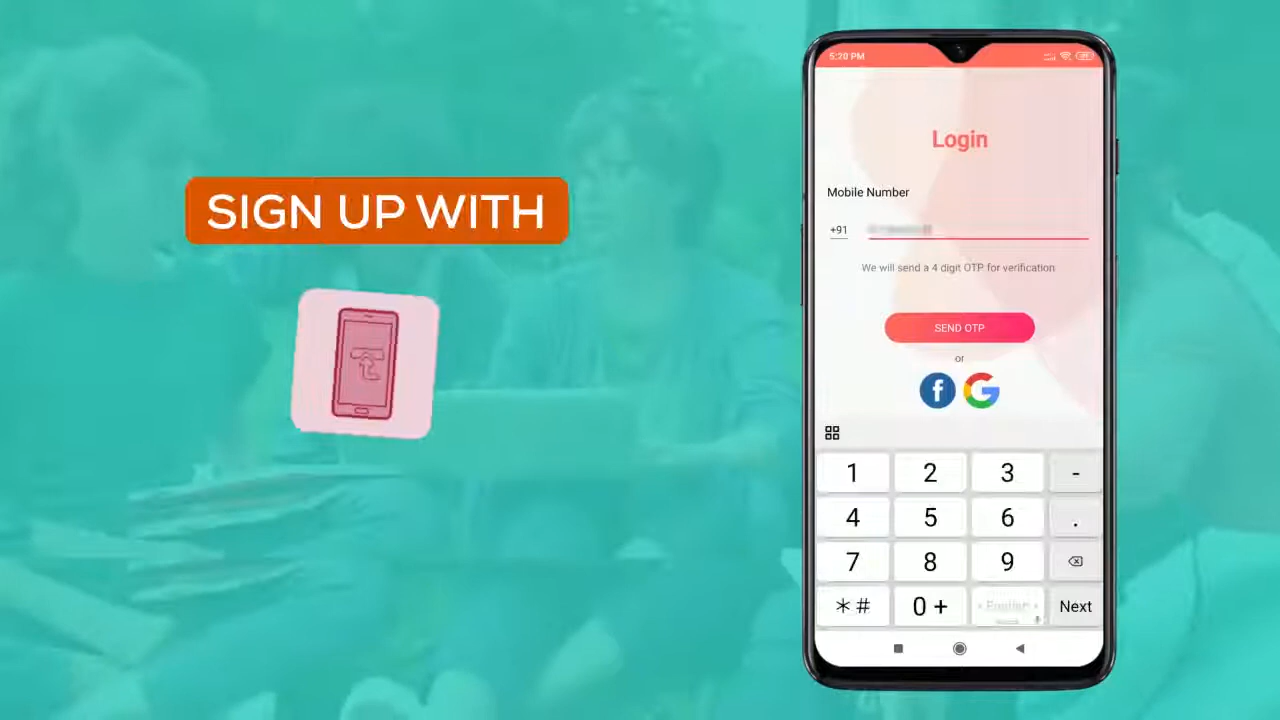 SIGN UP WITH
5:20 PM
Login
Mobile Number
+91
We will send a 4 digit OTP for verification
SEND OTP
or
f G
1 2 3 -
4 5 6 .
7 8 9
*# 0 + English Next